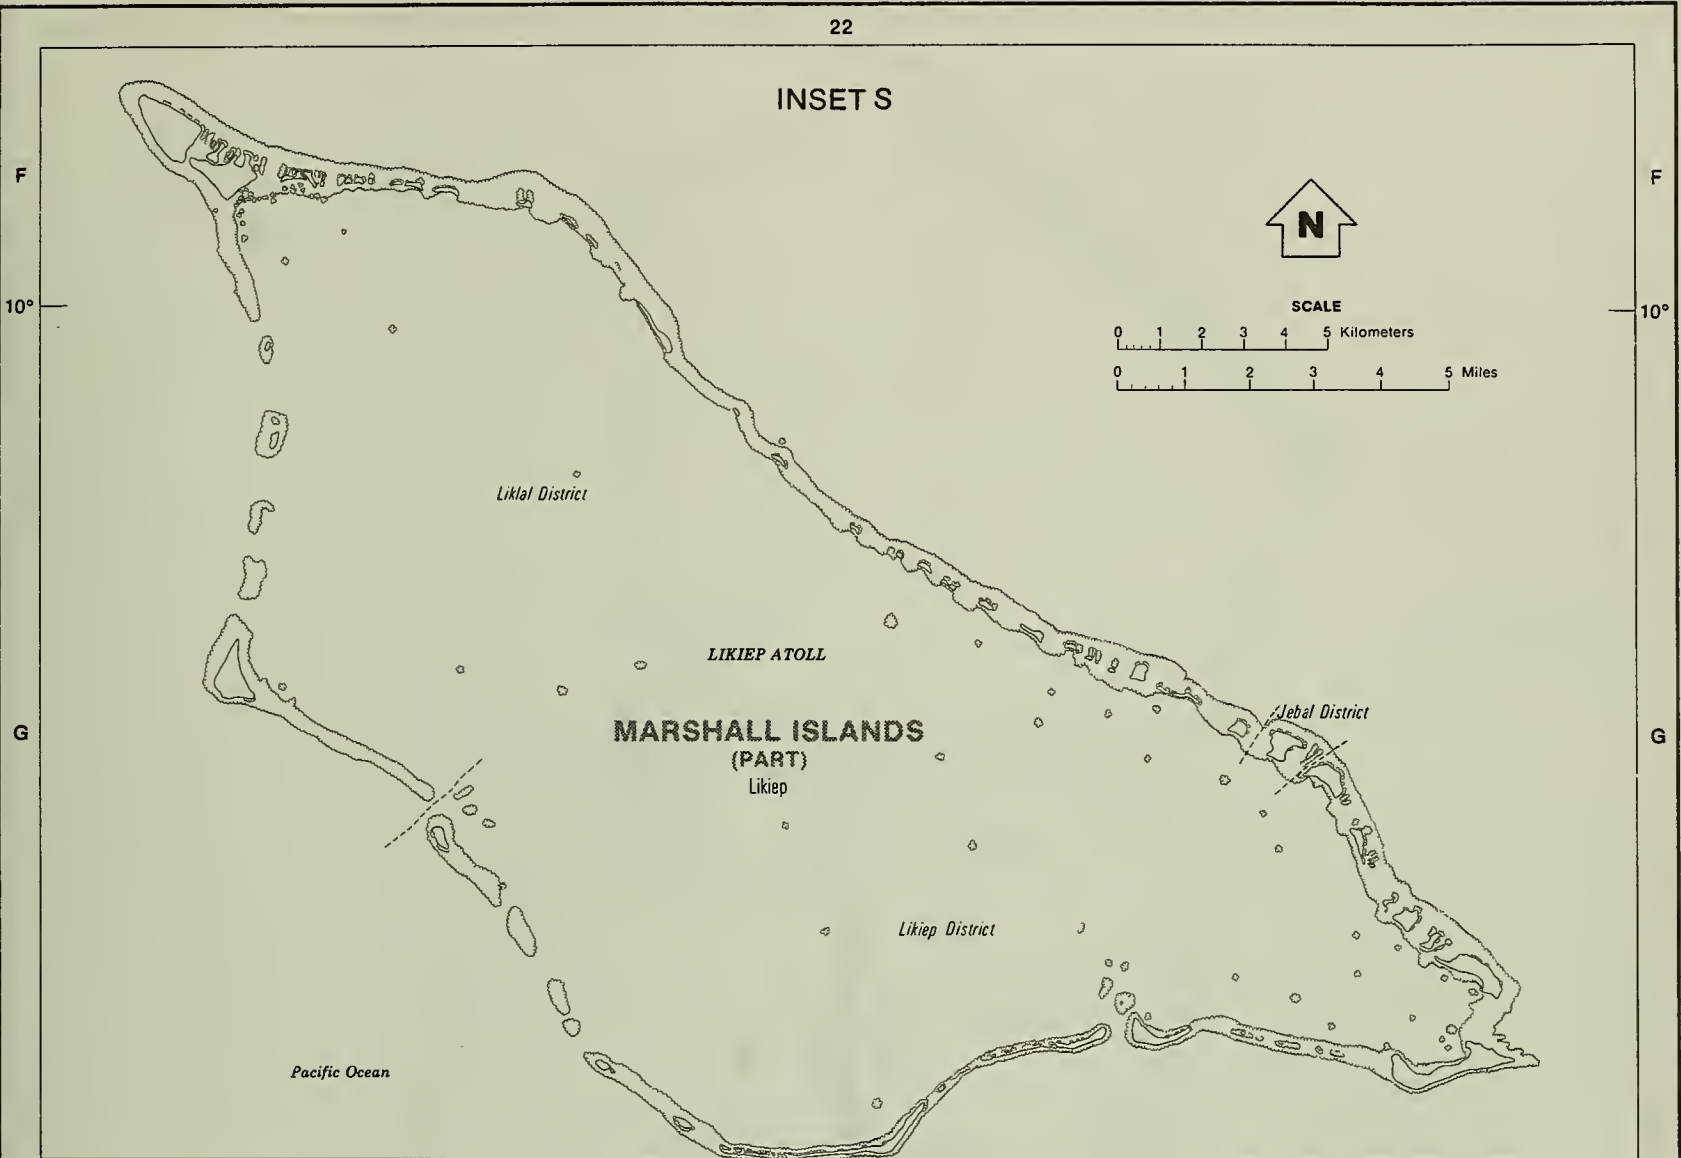 22
INSET S
F
F
N
10°
10°
SCALE
0 1 2 3 4 5 Kilometers
0 1 2 3 4 5 Miles
Liklal District
LIKIEP ATOLL
Jebal District
G
G
MARSHALL ISLANDS
(PART)
Likiep
Likiep District
Pacific Ocean